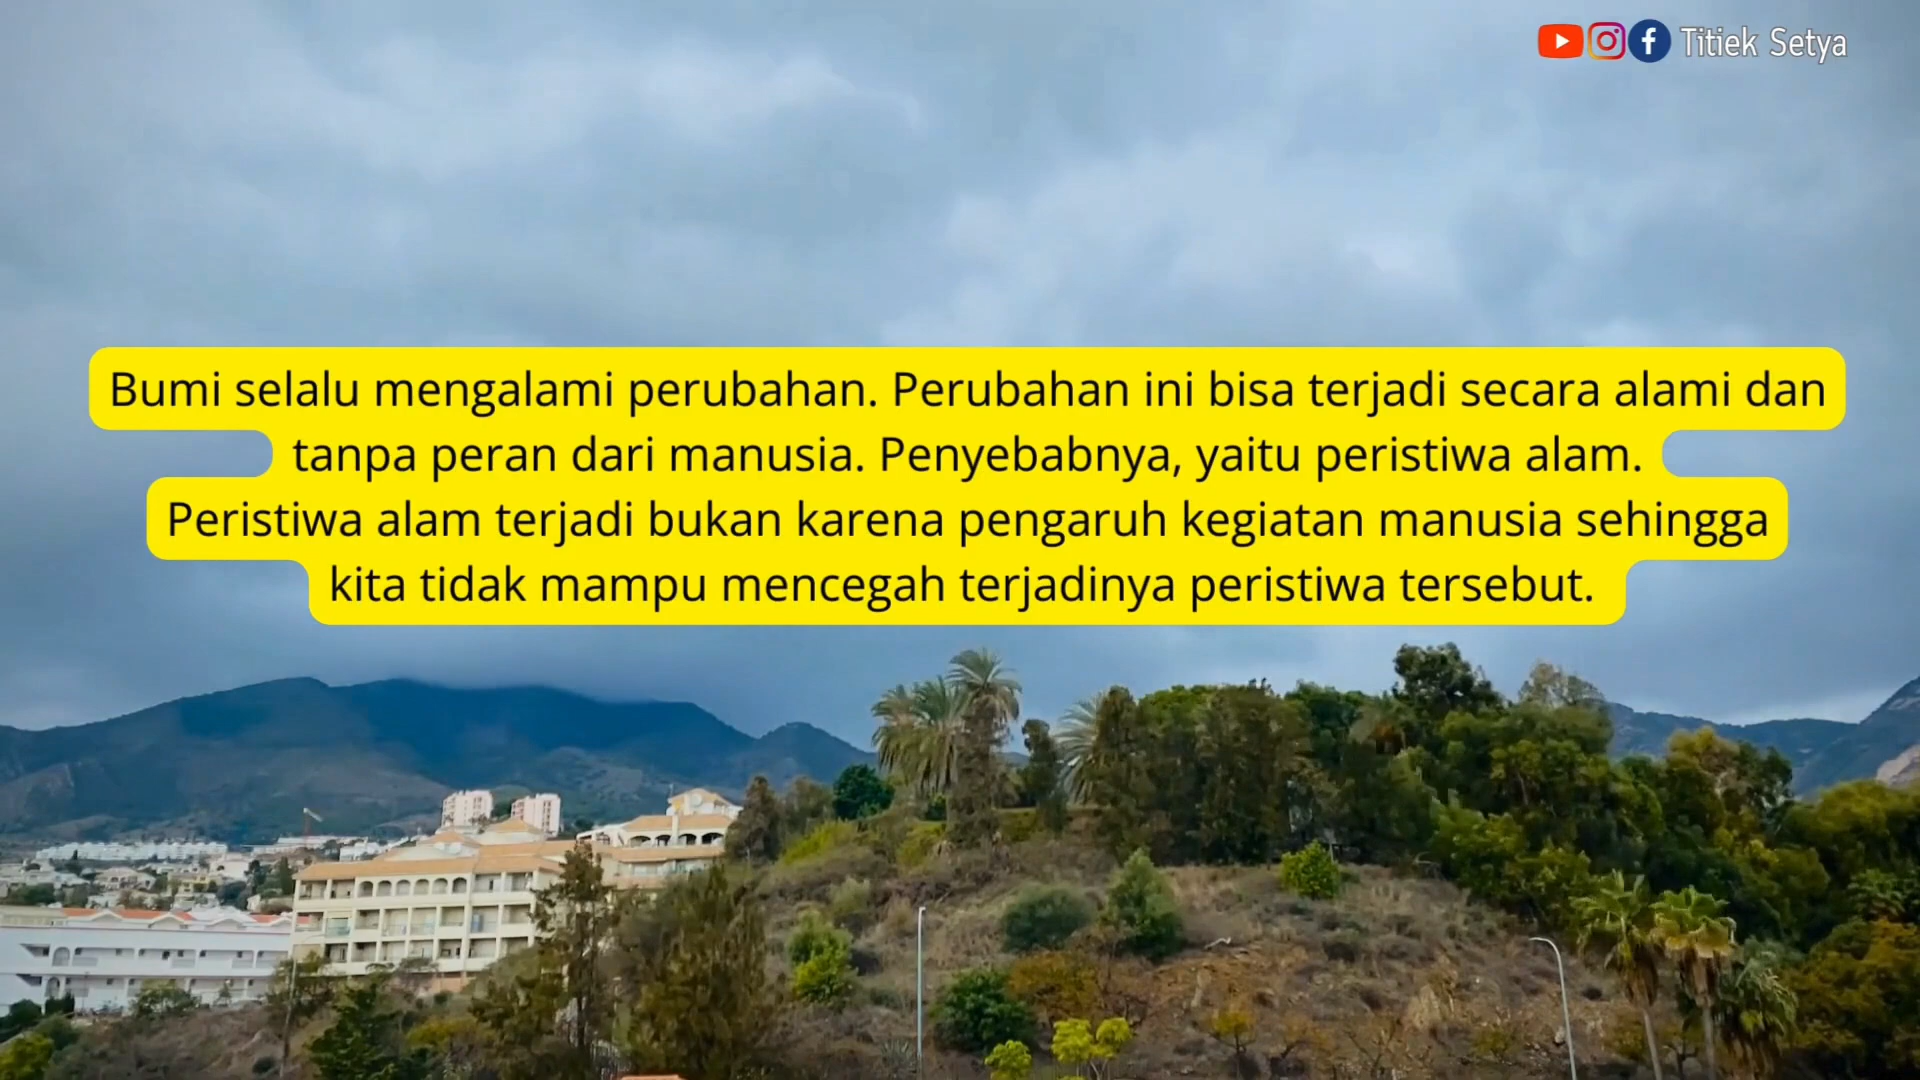 Titiek Setya
Bumi selalu mengalami perubahan. Perubahan ini bisa terjadi secara alami dan
tanpa peran dari manusia. Penyebabnya, yaitu peristiwa alam.
Peristiwa alam terjadi bukan karena pengaruh kegiatan manusia sehingga
kita tidak mampu mencegah terjadinya peristiwa tersebut.